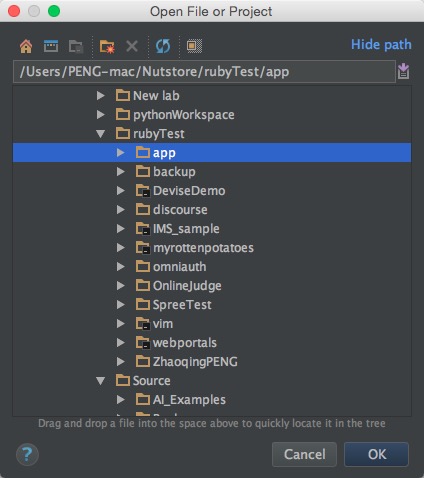 Open File or Project
Hide path
/Users/PENG-mac/Nutstore/rubyTest/app
New lab
pythonWorkspace
rubyTest
app
backup
DeviseDemo
discourse
IMS_sample
myrottenpotatoes
omniauth
OnlineJudge
SpreeTest
vim
webportals
ZhaoqingPENG
Source
AI_Examples
Drag and drop a file into the space above to quickly locate it in the tree
?
Cancel
OK